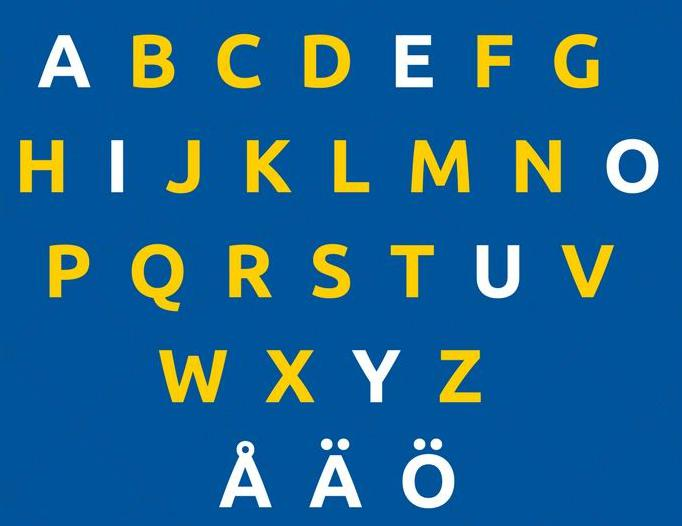 A B C D E F G
H I J K L M N O
P Q R S T U V
W X Y Z
Å Ä Ö